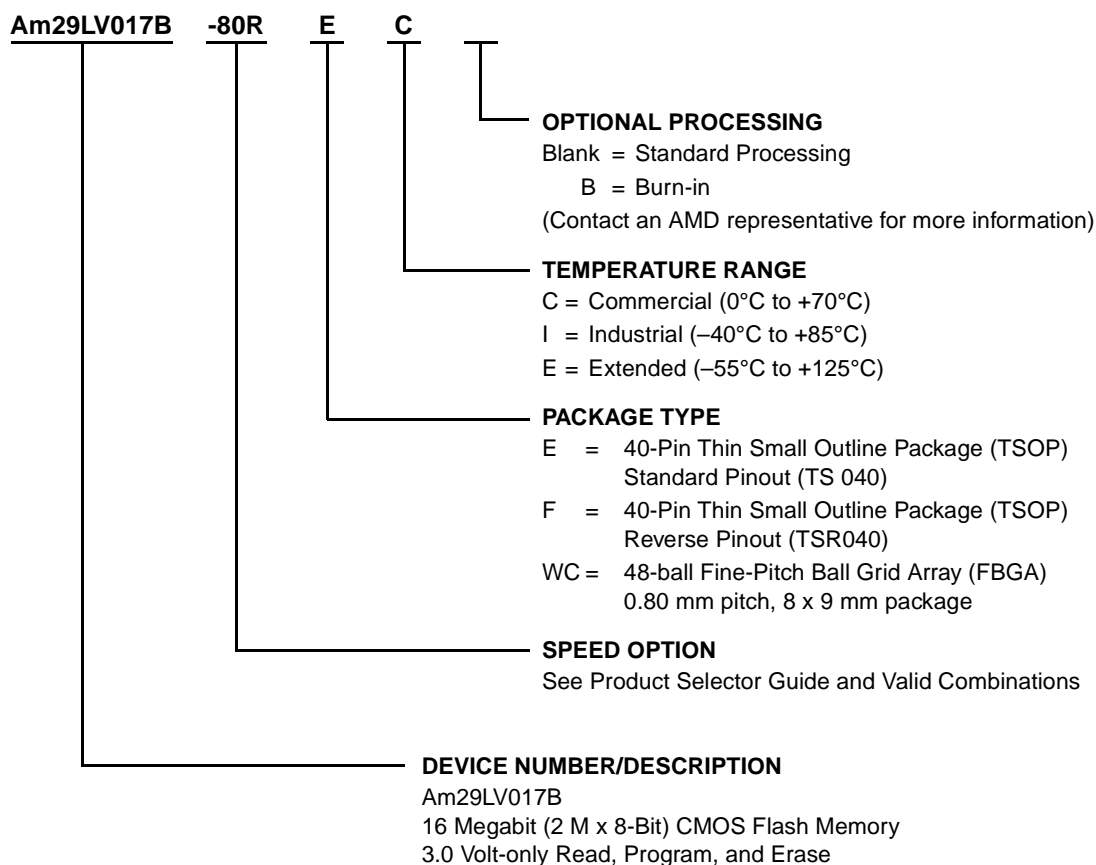 Am29LV017B -80R E C
OPTIONAL PROCESSING
Blank = Standard Processing
B = Burn-in
(Contact an AMD representative for more information)
TEMPERATURE RANGE
C = Commercial (0°C to +70°C)
I = Industrial (–40°C to +85°C)
E = Extended (–55°C to +125°C)
PACKAGE TYPE
E = 40-Pin Thin Small Outline Package (TSOP)
Standard Pinout (TS 040)
F = 40-Pin Thin Small Outline Package (TSOP)
Reverse Pinout (TSR040)
WC = 48-ball Fine-Pitch Ball Grid Array (FBGA)
0.80 mm pitch, 8 x 9 mm package
SPEED OPTION
See Product Selector Guide and Valid Combinations
DEVICE NUMBER/DESCRIPTION
Am29LV017B
16 Megabit (2 M x 8-Bit) CMOS Flash Memory
3.0 Volt-only Read, Program, and Erase